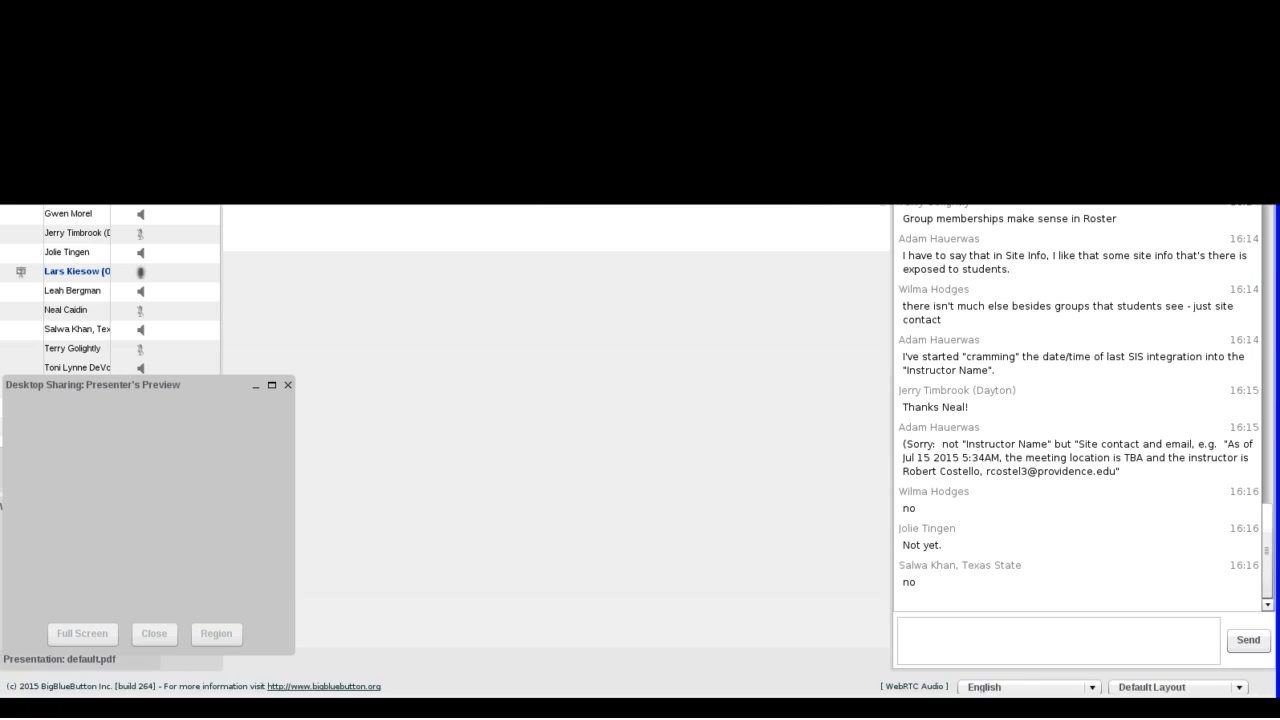 Gwen Morel
Jerry Timbrook (D
Jolie Tingen
Lars Kiesow (O
Leah Bergman
Neal Caidin
Salwa Khan, Tex
Terry Golightly
Toni Lynne DeVo
Desktop Sharing: Presenter's Preview
Full Screen
Close
Region
Presentation: default.pdf
Group memberships make sense in Roster
Adam Hauerwas 16:14
I have to say that in Site Info, I like that some site info that's there is
exposed to students.
Wilma Hodges 16:14
there isn't much else besides groups that students see - just site
contact
Adam Hauerwas 16:14
I've started "cramming" the date/time of last SIS integration into the
"Instructor Name".
Jerry Timbrook (Dayton) 16:15
Thanks Neal!
Adam Hauerwas 16:15
(Sorry:  not "Instructor Name" but "Site contact and email, e.g.  "As of
Jul 15 2015 5:34AM, the meeting location is TBA and the instructor is
Robert Costello, rcostel3@providence.edu"
Wilma Hodges 16:16
no
Jolie Tingen 16:16
Not yet.
Salwa Khan, Texas State 16:16
no
Send
(c) 2015 BigBlueButton Inc. [build 264] - For more information visit http://www.bigbluebutton.org
[ WebRTC Audio ]
English
Default Layout